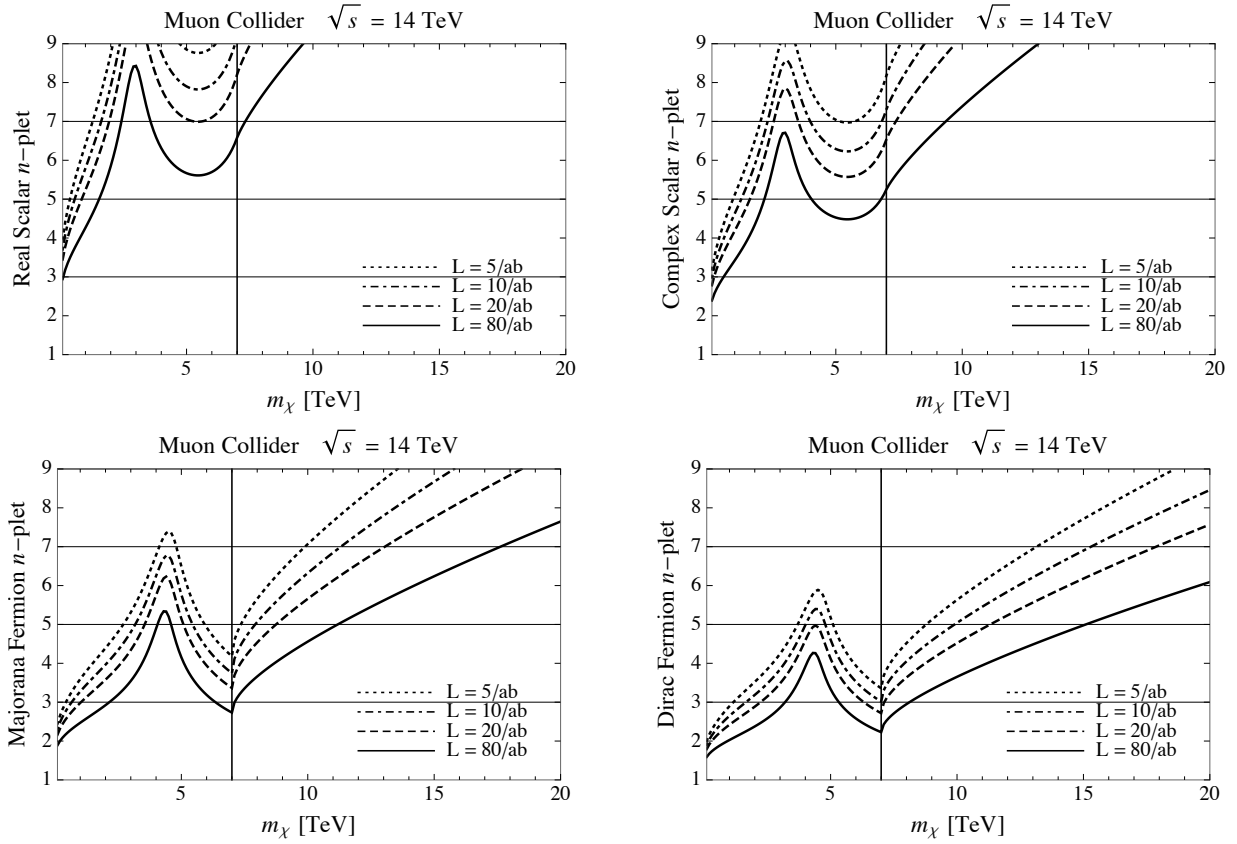 Muon Collider √s = 14 TeV
Real Scalar n−plet
9
8
7
6
5
4
3
2
1
L = 5/ab
L = 10/ab
L = 20/ab
L = 80/ab
5 10 15 20
mχ [TeV]
Muon Collider √s = 14 TeV
Complex Scalar n−plet
9
8
7
6
5
4
3
2
1
L = 5/ab
L = 10/ab
L = 20/ab
L = 80/ab
5 10 15 20
mχ [TeV]
Muon Collider √s = 14 TeV
Majorana Fermion n−plet
9
8
7
6
5
4
3
2
1
L = 5/ab
L = 10/ab
L = 20/ab
L = 80/ab
5 10 15 20
mχ [TeV]
Muon Collider √s = 14 TeV
Dirac Fermion n−plet
9
8
7
6
5
4
3
2
1
L = 5/ab
L = 10/ab
L = 20/ab
L = 80/ab
5 10 15 20
mχ [TeV]